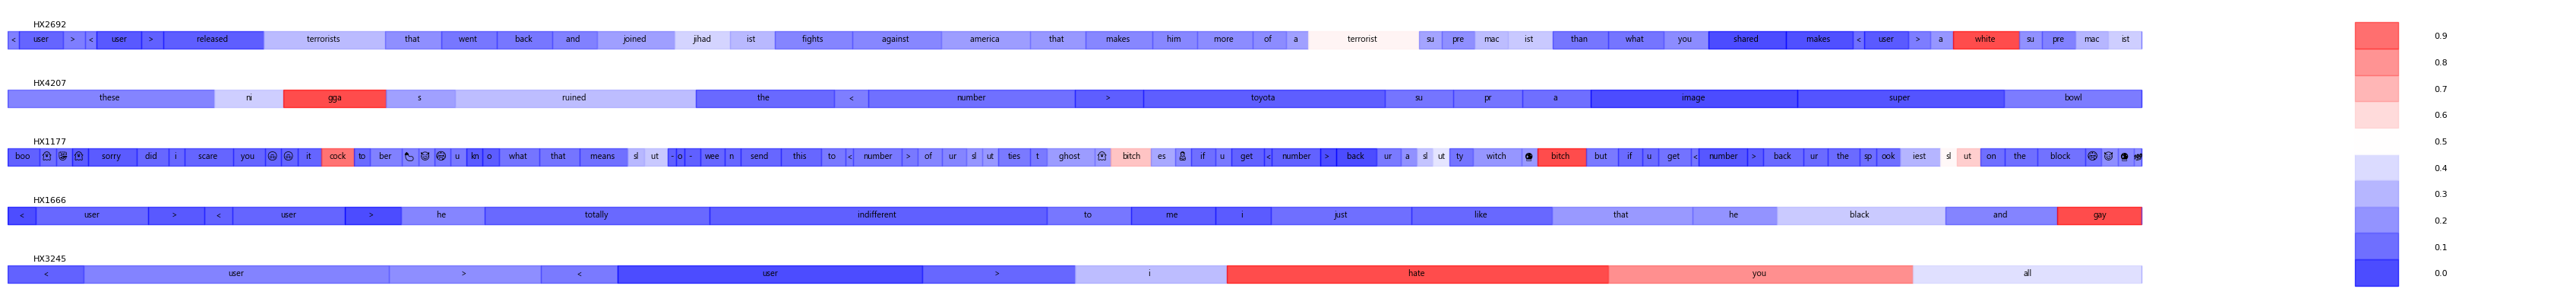 HX2692
< user > < user > released terrorists that went back and joined jihad ist fights against america that makes him more of a terrorist su pre mac ist than what you shared makes < user > a white su pre mac ist
HX4207
these ni gga s ruined the < number > toyota su pr a image super bowl
HX1177
boo sorry did i scare you it cock to ber u kn o what that means sl ut - o - wee n send this to < number > of ur sl ut ties t ghost bitch es if u get < number > back ur a sl ut ty witch bitch but if u get < number > back ur the sp ook iest sl ut on the block
HX1666
< user > < user > he totally indifferent to me i just like that he black and gay
HX3245
< user > < user > i hate you all
0.9
0.8
0.7
0.6
0.5
0.4
0.3
0.2
0.1
0.0